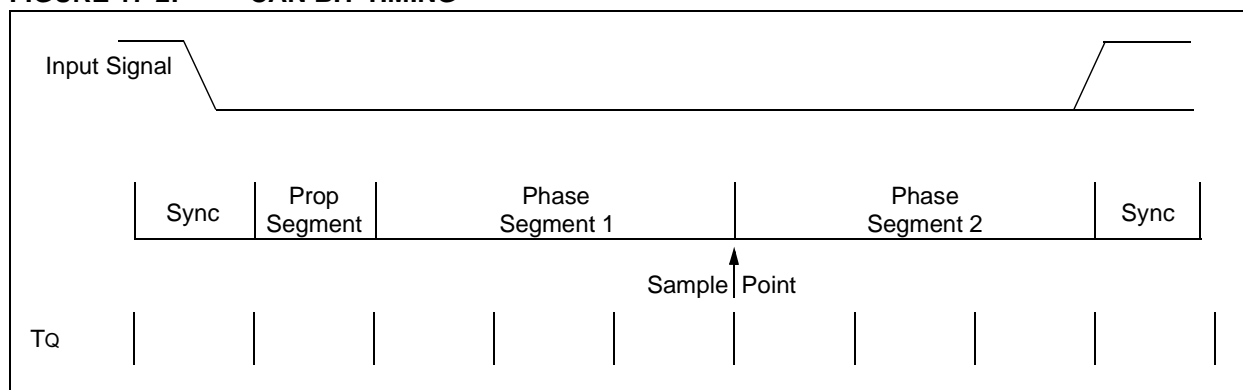 Input Signal
Sync
Prop
Segment
Phase
Segment 1
Phase
Segment 2
Sync
Sample Point
TQ